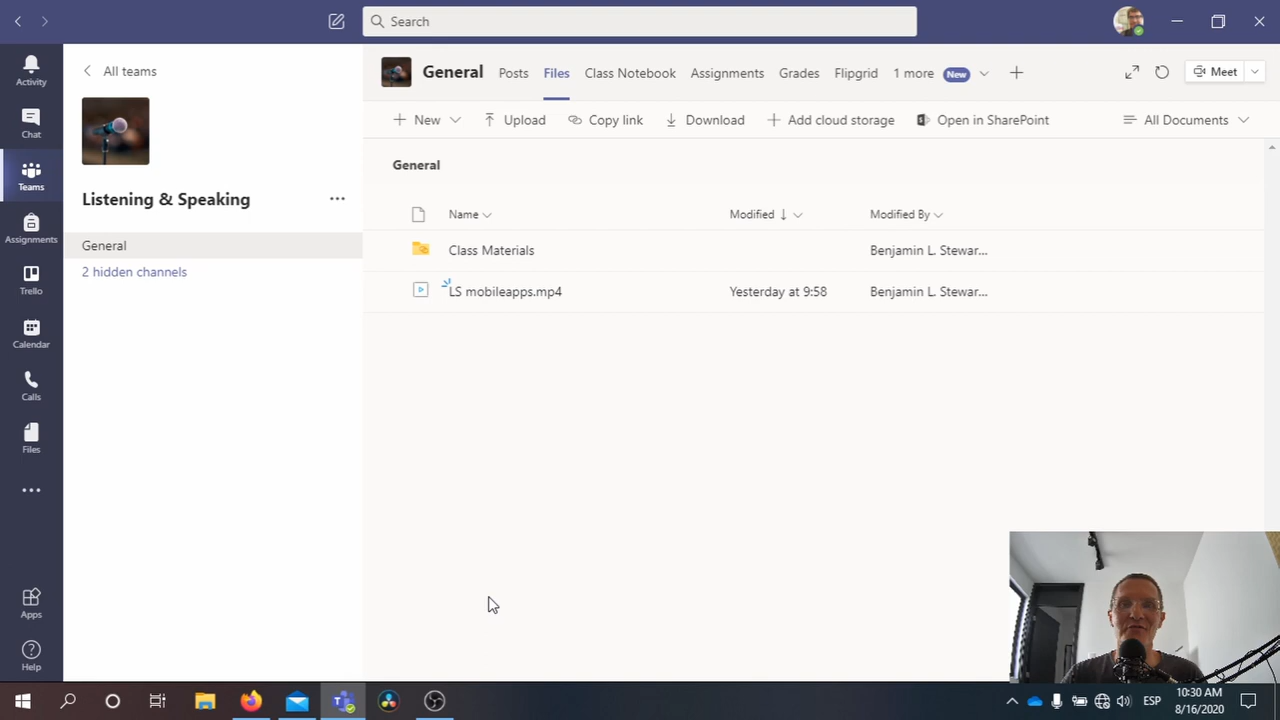 Search
Activity
Chat
Teams
Assignments
Trello
Calendar
Calls
Files
Apps
Help
All teams
Listening & Speaking
General
2 hidden channels
General Posts Files Class Notebook Assignments Grades Flipgrid 1 more New
Meet
New Upload Copy link Download Add cloud storage Open in SharePoint All Documents
General
Name Modified Modified By
Class Materials Benjamin L. Stewar...
LS mobileapps.mp4 Yesterday at 9:58 Benjamin L. Stewar...
ESP
10:30 AM
8/16/2020